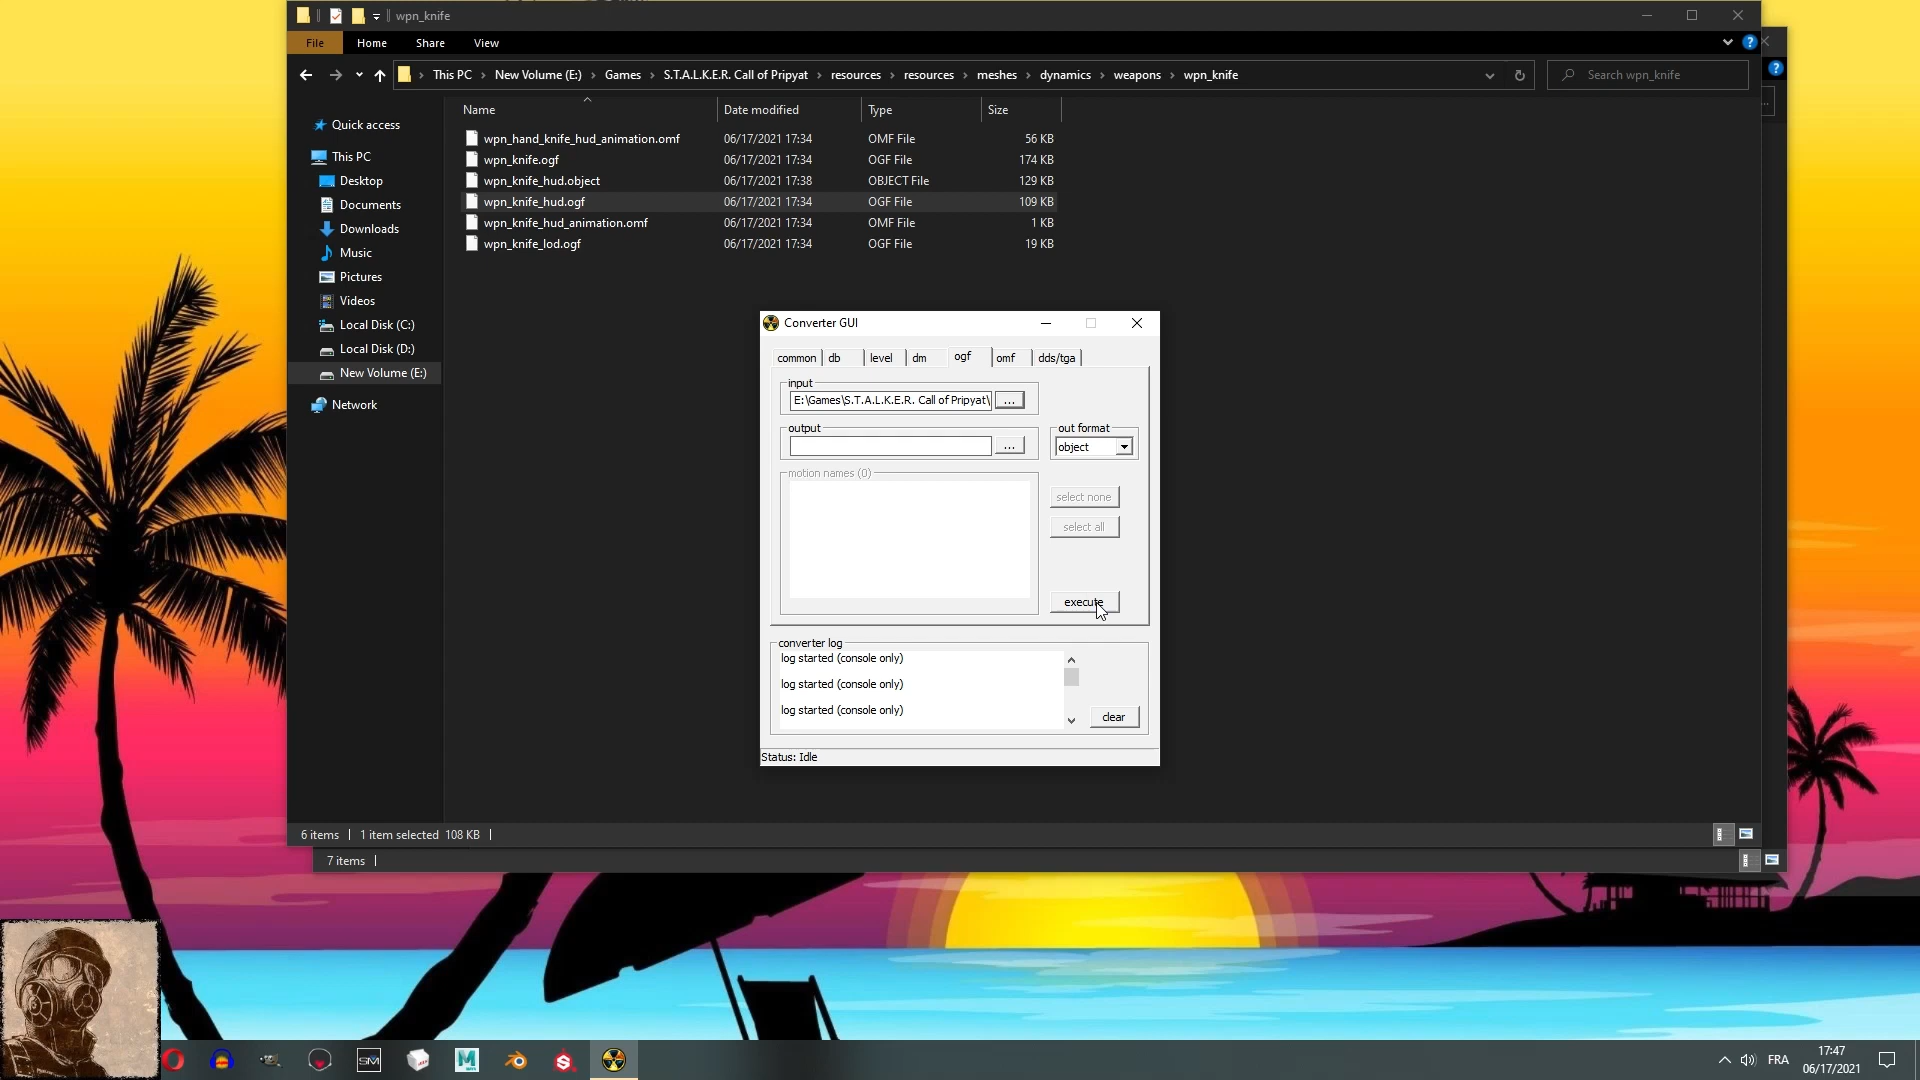 wpn_knife
File Home Share View
This PC New Volume (E:) Games S.T.A.L.K.E.R. Call of Pripyat resources resources meshes dynamics weapons wpn_knife
Search wpn_knife
Name Date modified Type Size
Quick access
This PC
Desktop
Documents
Downloads
Music
Pictures
Videos
Local Disk (C:)
Local Disk (D:)
New Volume (E:)
Network
wpn_hand_knife_hud_animation.omf 06/17/2021 17:34 OMF File 56 KB
wpn_knife.ogf 06/17/2021 17:34 OGF File 174 KB
wpn_knife_hud.object 06/17/2021 17:38 OBJECT File 129 KB
wpn_knife_hud.ogf 06/17/2021 17:34 OGF File 109 KB
wpn_knife_hud_animation.omf 06/17/2021 17:34 OMF File 1 KB
wpn_knife_lod.ogf 06/17/2021 17:34 OGF File 19 KB
Converter GUI
common db level dm ogf omf dds/tga
input
E:\Games\S.T.A.L.K.E.R. Call of Pripyat\ ...
output out format
... object
motion names (0)
select none
select all
execute
converter log
log started (console only)
log started (console only)
log started (console only)
clear
Status: Idle
6 items 1 item selected 108 KB
7 items
SM
M
S
FRA
17:47
06/17/2021